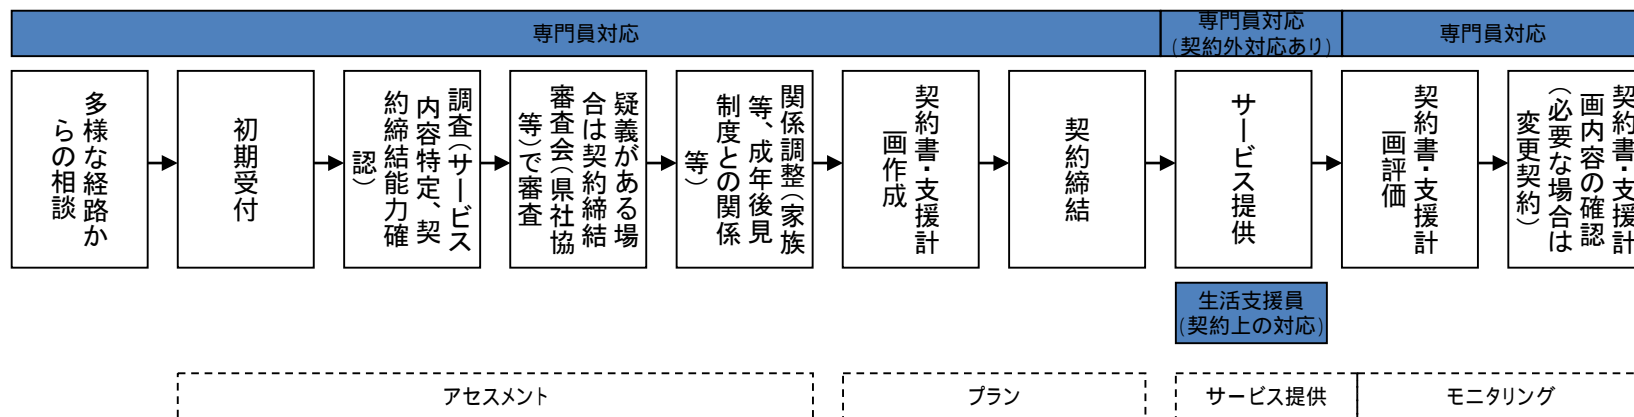 専門員対応
専門員対応
(契約外対応あり)
専門員対応
多様な経路か
らの相談
初期受付
調査(サービス
内容特定、契
約締結能力確
認)
疑義がある場
合は契約締結
審査会(県社協
等)で審査
関係調整(家族
等、成年後見
制度との関係
等)
契約書・支援計
画作成
契約締結
サービス提供
契約書・支援計
画評価
契約書・支援計
画内容の確認
(必要な場合は
変更契約)
生活支援員
(契約上の対応)
アセスメント
プラン
サービス提供
モニタリング